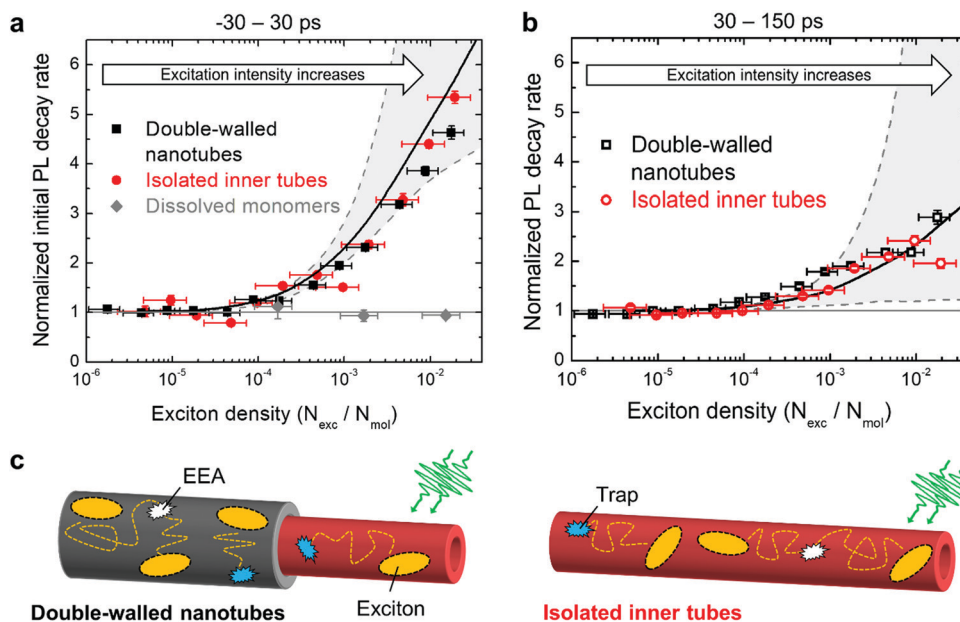 a
-30 – 30 ps
Normalized initial PL decay rate
6
5
4
3
2
1
0
Excitation intensity increases
Double-walled
nanotubes
Isolated inner tubes
Dissolved monomers
10⁻⁶
10⁻⁵
10⁻⁴
10⁻³
10⁻²
Exciton density (N_exc / N_mol)
b
30 – 150 ps
Normalized PL decay rate
6
5
4
3
2
1
0
Excitation intensity increases
Double-walled
nanotubes
Isolated inner tubes
10⁻⁶
10⁻⁵
10⁻⁴
10⁻³
10⁻²
Exciton density (N_exc / N_mol)
c
EEA
Exciton
Double-walled nanotubes
Trap
Isolated inner tubes